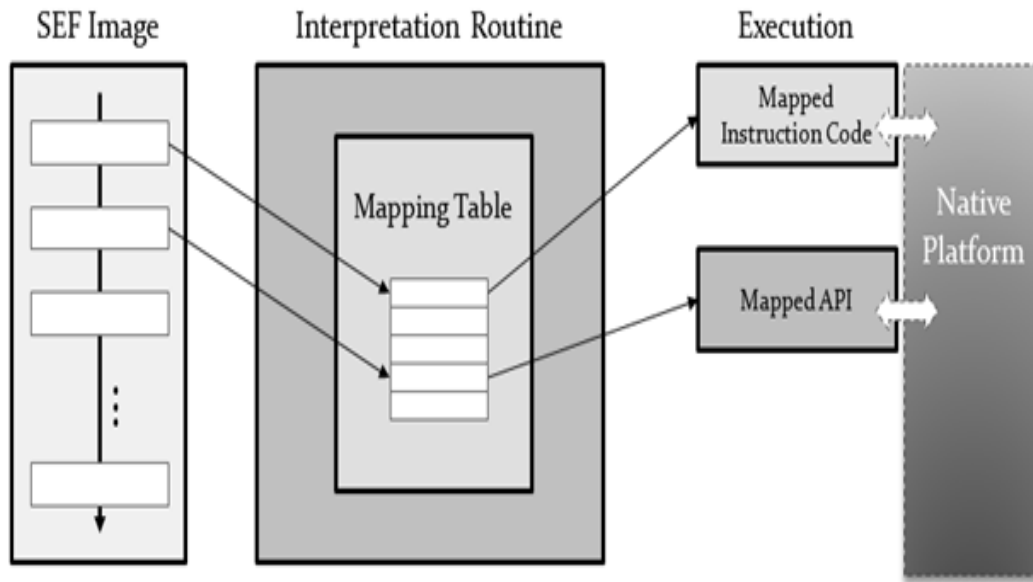 SEF Image
Interpretation Routine
Execution
Mapping Table
Mapped
Instruction Code
Mapped API
Native
Platform